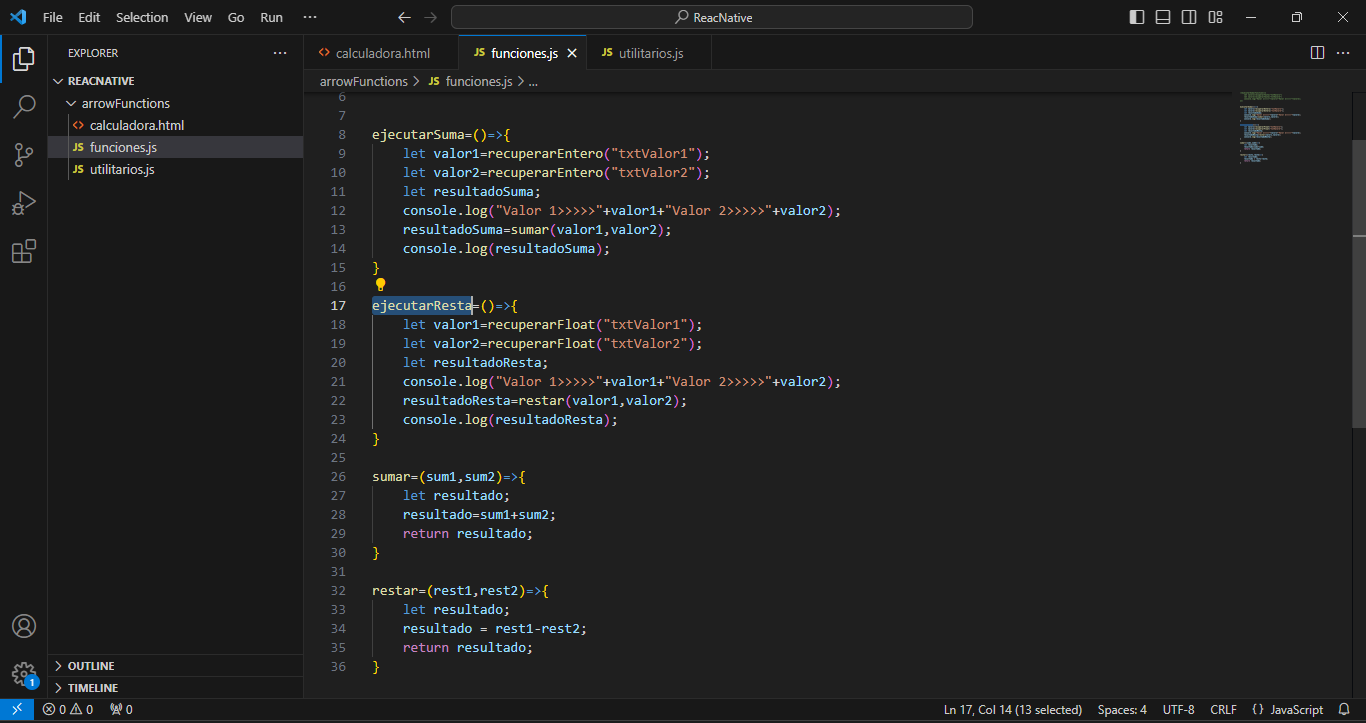 File Edit Selection View Go Run ··· ReacNative
EXPLORER ···
REACNATIVE
arrowFunctions
calculadora.html
JS funciones.js
JS utilitarios.js
OUTLINE
TIMELINE
calculadora.html JS funciones.js JS utilitarios.js ···
arrowFunctions > JS funciones.js > ...
6
7
8 ejecutarSuma=()=>{
9 let valor1=recuperarEntero("txtValor1");
10 let valor2=recuperarEntero("txtValor2");
11 let resultadoSuma;
12 console.log("Valor 1>>>>>"+valor1+"Valor 2>>>>>"+valor2);
13 resultadoSuma=sumar(valor1,valor2);
14 console.log(resultadoSuma);
15 }
16
17 ejecutarResta=()=>{
18 let valor1=recuperarFloat("txtValor1");
19 let valor2=recuperarFloat("txtValor2");
20 let resultadoResta;
21 console.log("Valor 1>>>>>"+valor1+"Valor 2>>>>>"+valor2);
22 resultadoResta=restar(valor1,valor2);
23 console.log(resultadoResta);
24 }
25
26 sumar=(sum1,sum2)=>{
27 let resultado;
28 resultado=sum1+sum2;
29 return resultado;
30 }
31
32 restar=(rest1,rest2)=>{
33 let resultado;
34 resultado = rest1-rest2;
35 return resultado;
36 }
1
0 0 0 Ln 17, Col 14 (13 selected) Spaces: 4 UTF-8 CRLF {} JavaScript